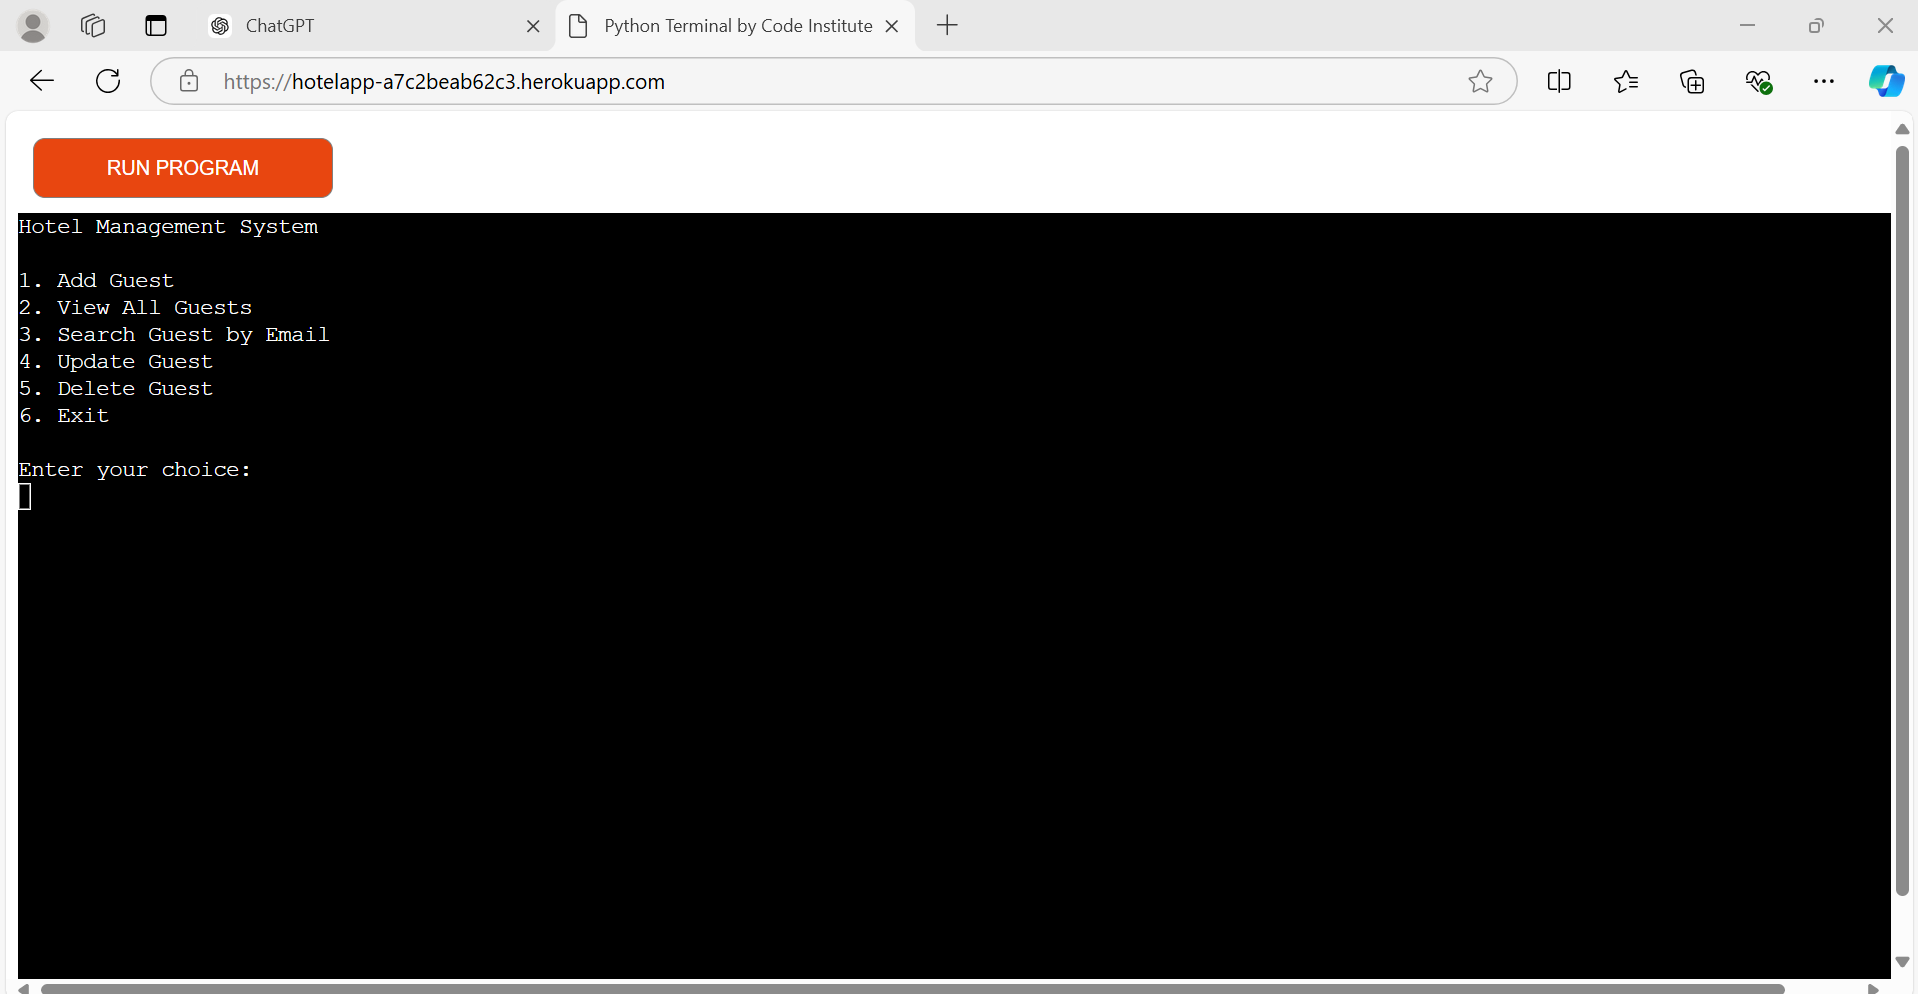 ChatGPT
Python Terminal by Code Institute
https://hotelapp-a7c2beab62c3.herokuapp.com
RUN PROGRAM
Hotel Management System
1. Add Guest
2. View All Guests
3. Search Guest by Email
4. Update Guest
5. Delete Guest
6. Exit
Enter your choice: